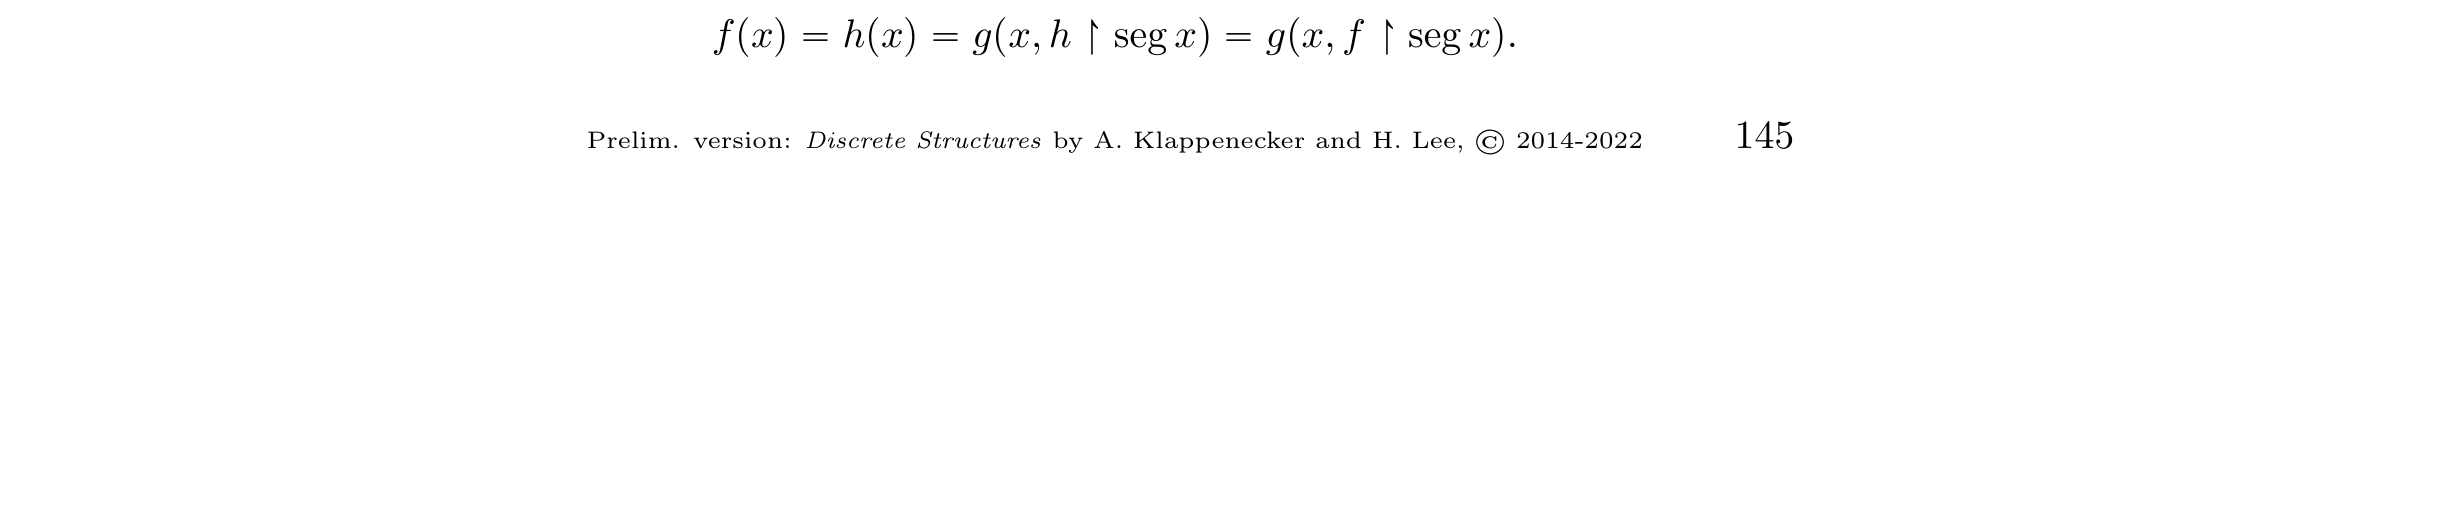 f(x) = h(x) = g(x, h ↾ seg x) = g(x, f ↾ seg x).
Prelim. version: Discrete Structures by A. Klappenecker and H. Lee, © 2014-2022 145